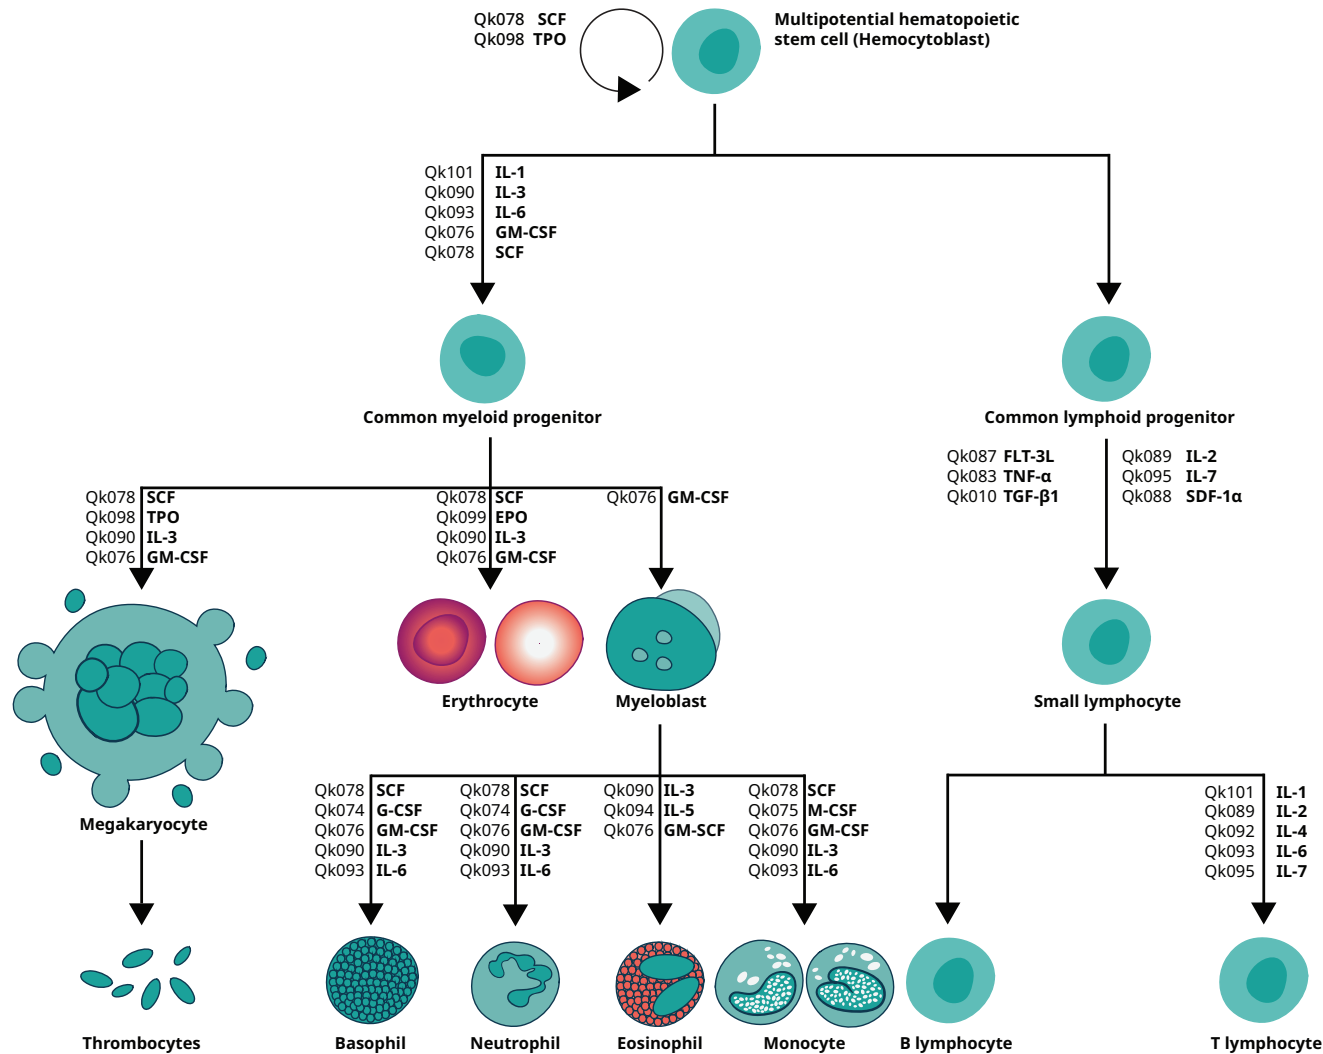 Qk078 SCF
Qk098 TPO
Multipotential hematopoietic
stem cell (Hemocytoblast)
Qk101 IL-1
Qk090 IL-3
Qk093 IL-6
Qk076 GM-CSF
Qk078 SCF
Common myeloid progenitor
Common lymphoid progenitor
Qk078 SCF
Qk098 TPO
Qk090 IL-3
Qk076 GM-CSF
Qk078 SCF
Qk099 EPO
Qk090 IL-3
Qk076 GM-CSF
Qk076 GM-CSF
Qk087 FLT-3L
Qk083 TNF-α
Qk010 TGF-β1
Qk089 IL-2
Qk095 IL-7
Qk088 SDF-1α
Erythrocyte
Myeloblast
Small lymphocyte
Megakaryocyte
Qk078 SCF
Qk074 G-CSF
Qk076 GM-CSF
Qk090 IL-3
Qk093 IL-6
Qk078 SCF
Qk074 G-CSF
Qk076 GM-CSF
Qk090 IL-3
Qk093 IL-6
Qk090 IL-3
Qk094 IL-5
Qk076 GM-SCF
Qk078 SCF
Qk075 M-CSF
Qk076 GM-CSF
Qk090 IL-3
Qk093 IL-6
Qk101 IL-1
Qk089 IL-2
Qk092 IL-4
Qk093 IL-6
Qk095 IL-7
Thrombocytes
Basophil
Neutrophil
Eosinophil
Monocyte
B lymphocyte
T lymphocyte